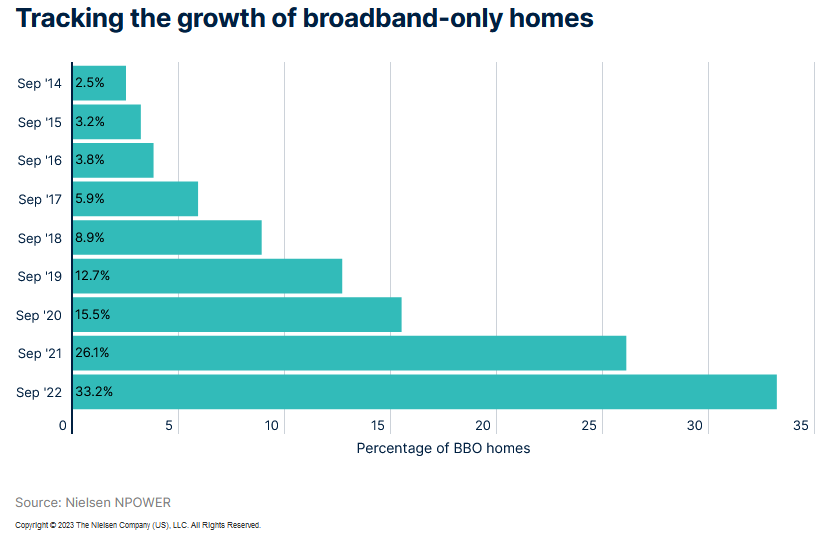 Tracking the growth of broadband-only homes
Sep '14 2.5%
Sep '15 3.2%
Sep '16 3.8%
Sep '17 5.9%
Sep '18 8.9%
Sep '19 12.7%
Sep '20 15.5%
Sep '21 26.1%
Sep '22 33.2%
0 5 10 15 20 25 30 35
Percentage of BBO homes
Source: Nielsen NPOWER
Copyright © 2023 The Nielsen Company (US), LLC. All Rights Reserved.